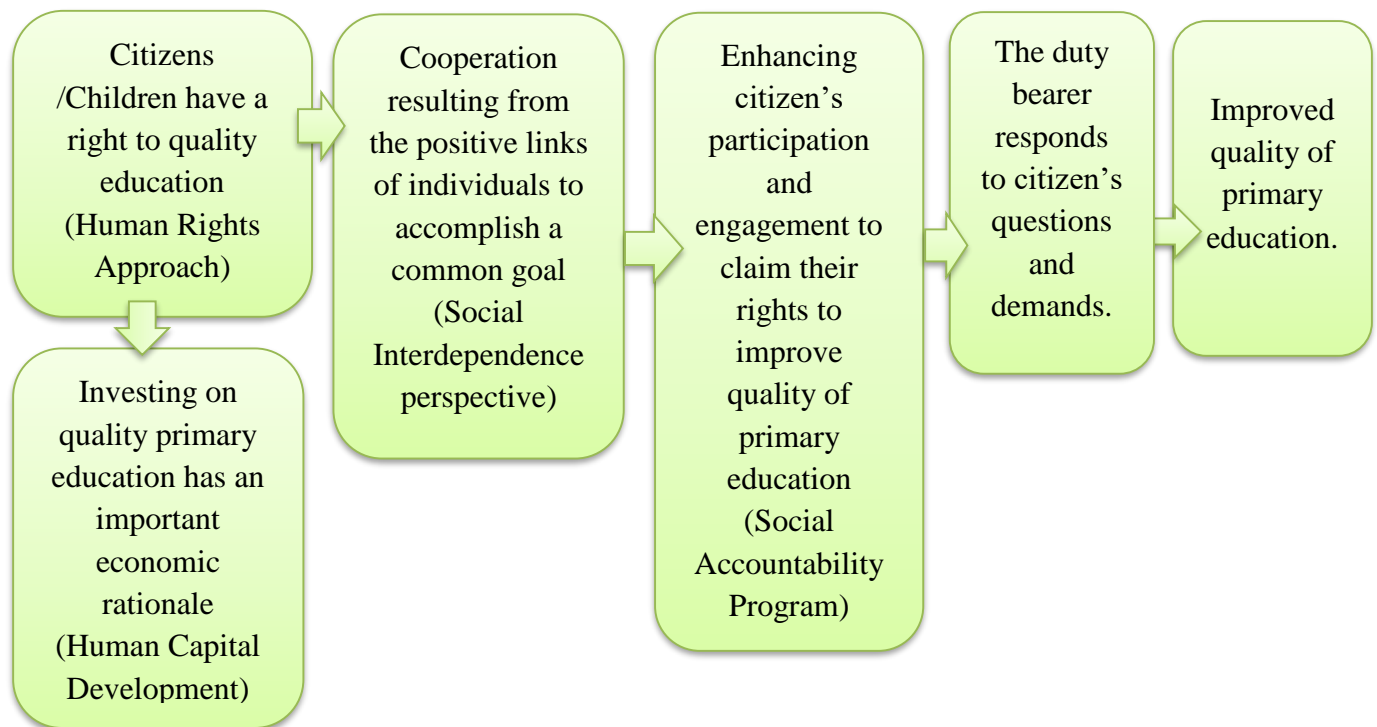 Citizens
/Children have a
right to quality
education
(Human Rights
Approach)
Investing on
quality primary
education has an
important
economic
rationale
(Human Capital
Development)
Cooperation
resulting from
the positive links
of individuals to
accomplish a
common goal
(Social
Interdependence
perspective)
Enhancing
citizen’s
participation
and
engagement to
claim their
rights to
improve
quality of
primary
education
(Social
Accountability
Program)
The duty
bearer
responds
to citizen’s
questions
and
demands.
Improved
quality of
primary
education.